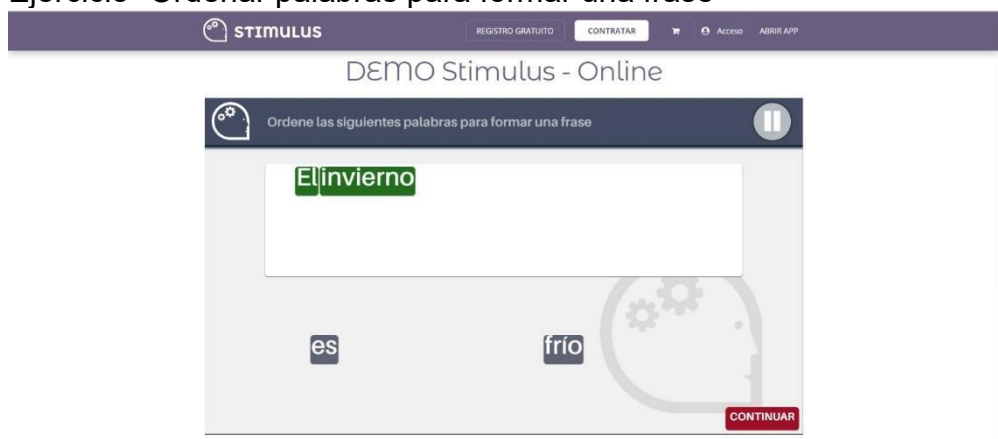 Ejercicio "Ordenar palabras para formar una frase"
STIMULUS REGISTRO GRATUITO CONTRATAR Acceso ABRIR APP
DEMO Stimulus - Online
Ordene las siguientes palabras para formar una frase
El invierno
es frío
CONTINUAR